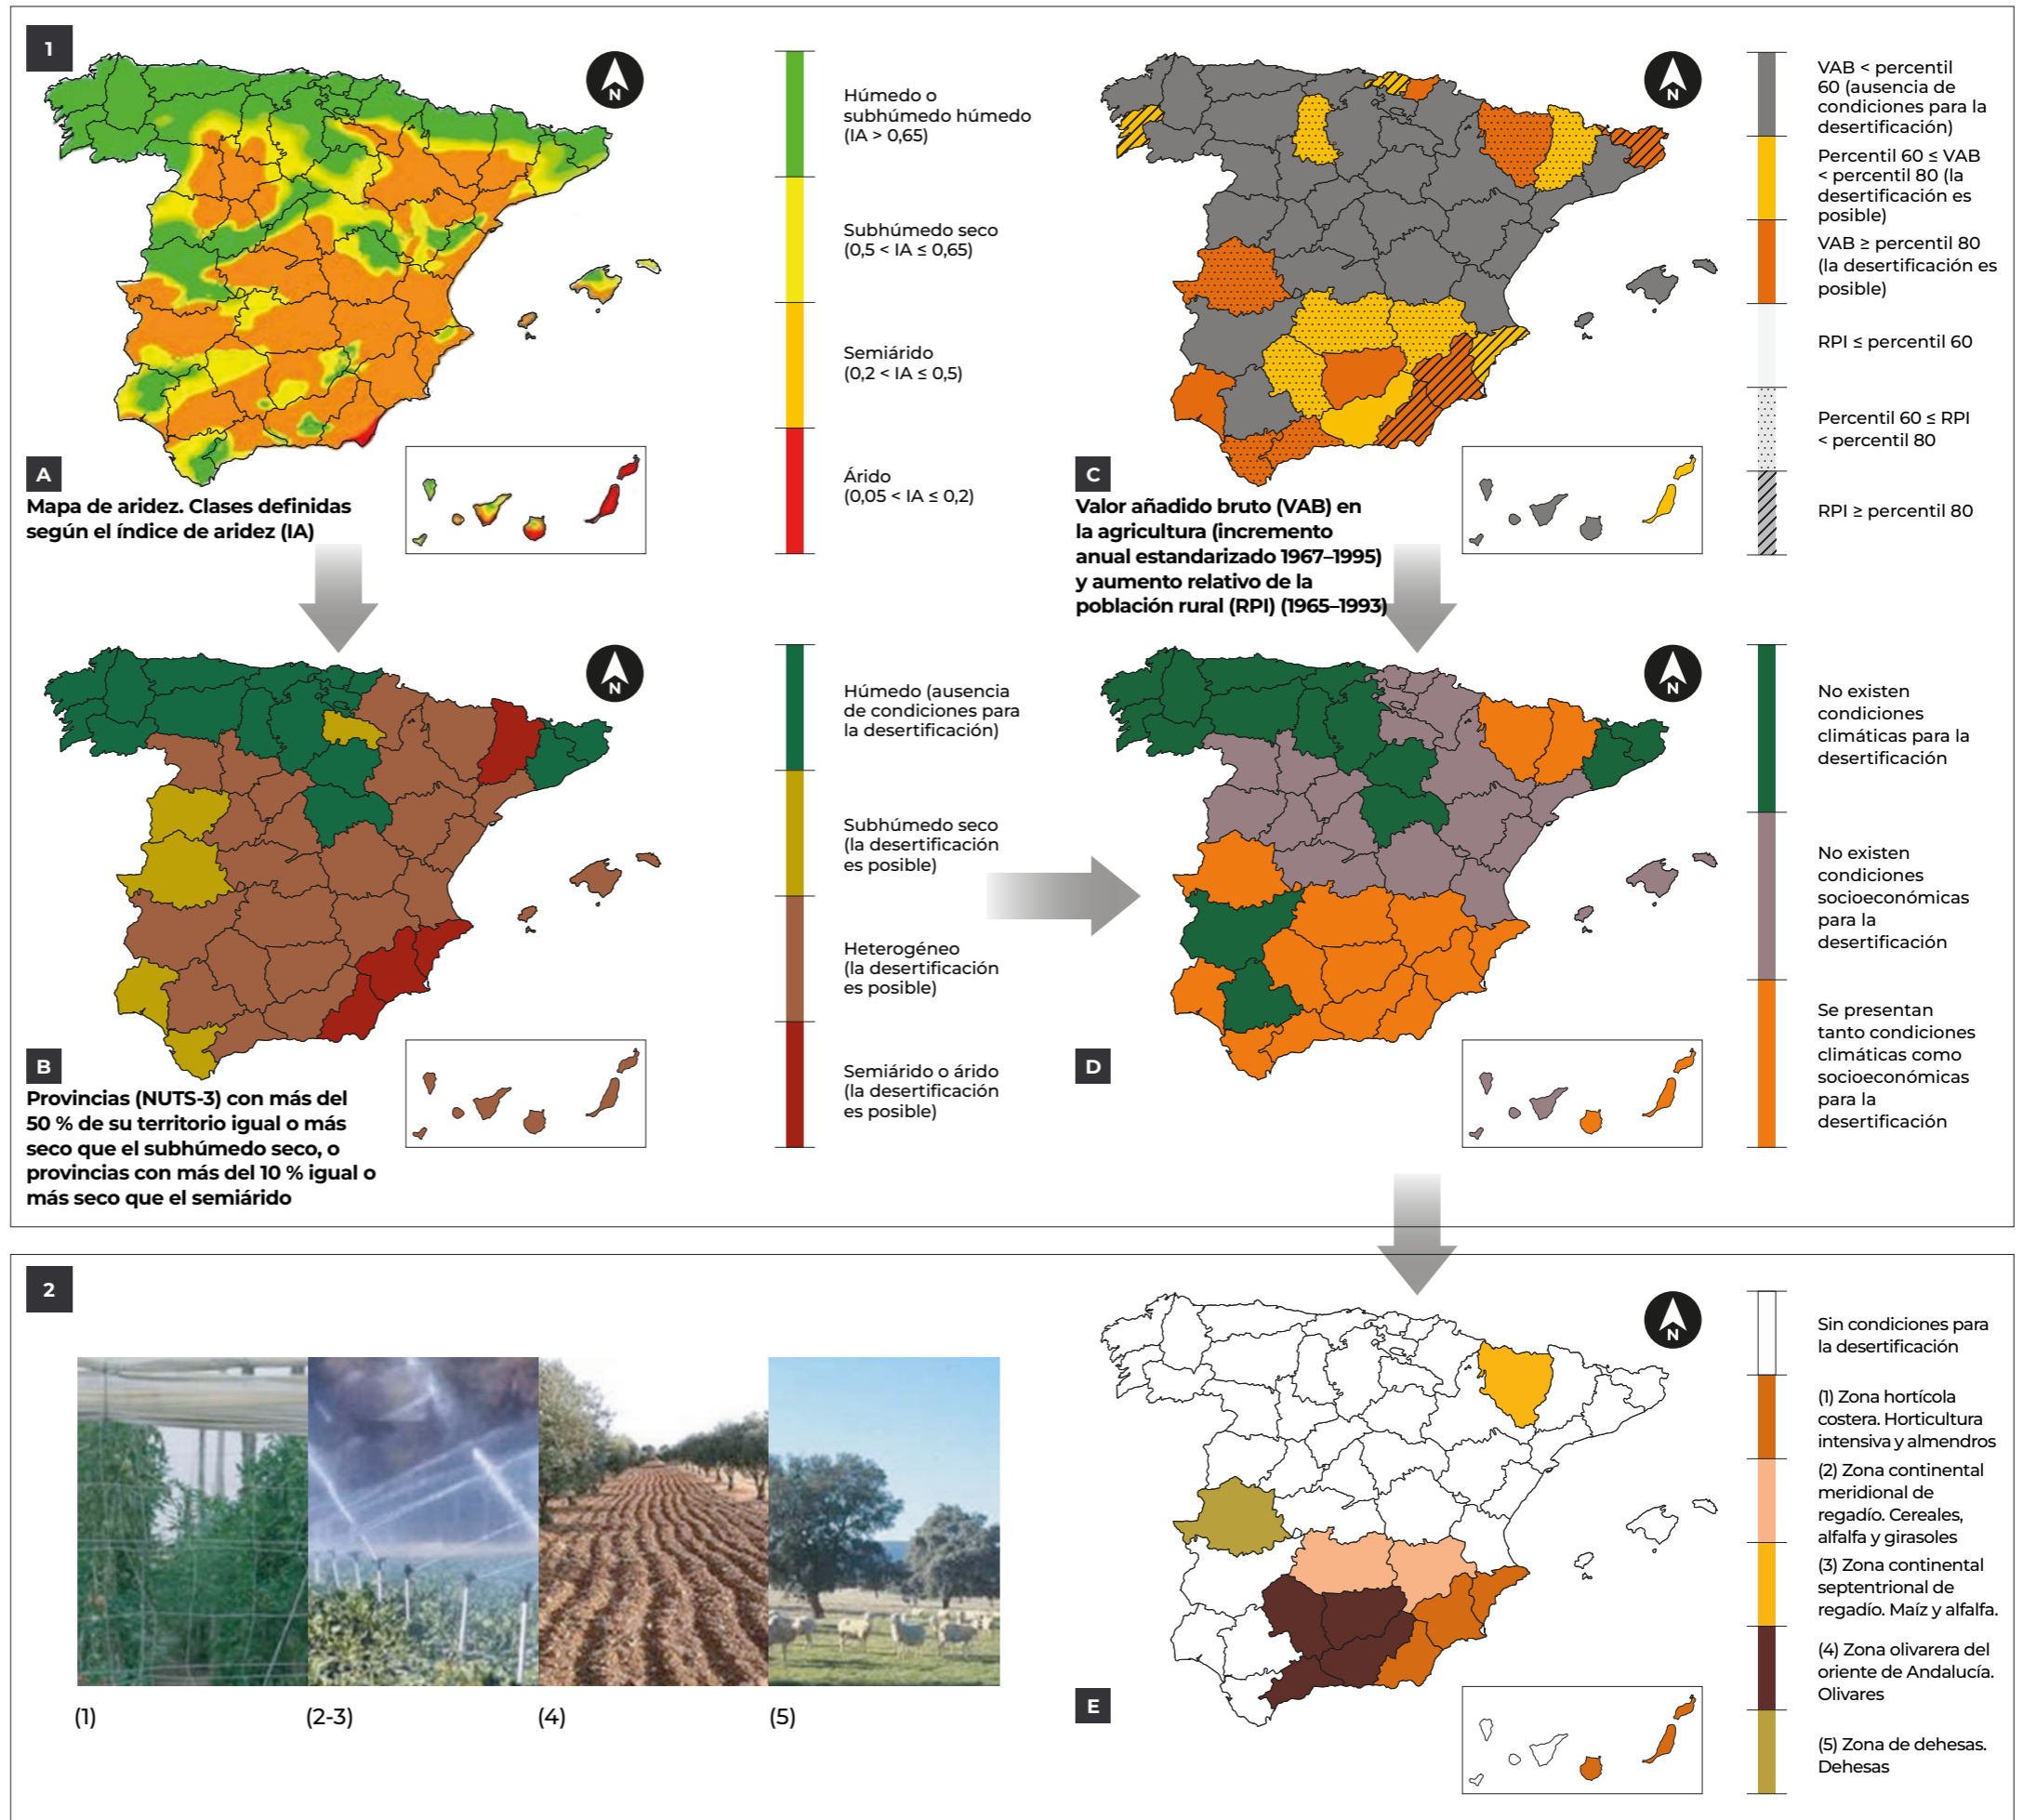 1
N
Húmedo o
subhúmedo húmedo
(IA > 0,65)
Subhúmedo seco
(0,5 < IA ≤ 0,65)
Semiárido
(0,2 < IA ≤ 0,5)
Árido
(0,05 < IA ≤ 0,2)
A
Mapa de aridez. Clases definidas
según el índice de aridez (IA)
N
VAB < percentil
60 (ausencia de
condiciones para la
desertificación)
Percentil 60 ≤ VAB
< percentil 80 (la
desertificación es
posible)
VAB ≥ percentil 80
(la desertificación es
posible)
RPI ≤ percentil 60
Percentil 60 ≤ RPI
< percentil 80
RPI ≥ percentil 80
C
Valor añadido bruto (VAB) en
la agricultura (incremento
anual estandarizado 1967–1995)
y aumento relativo de la
población rural (RPI) (1965–1993)
N
Húmedo (ausencia
de condiciones para
la desertificación)
Subhúmedo seco
(la desertificación
es posible)
Heterogéneo
(la desertificación
es posible)
Semiárido o árido
(la desertificación
es posible)
B
Provincias (NUTS-3) con más del
50 % de su territorio igual o más
seco que el subhúmedo seco, o
provincias con más del 10 % igual o
más seco que el semiárido
N
No existen
condiciones
climáticas para la
desertificación
No existen
condiciones
socioeconómicas
para la
desertificación
Se presentan
tanto condiciones
climáticas como
socioeconómicas
para la
desertificación
D
2
(1)
(2-3)
(4)
(5)
N
Sin condiciones para
la desertificación
(1) Zona hortícola
costera. Horticultura
intensiva y almendros
(2) Zona continental
meridional de
regadío. Cereales,
alfalfa y girasoles
(3) Zona continental
septentrional de
regadío. Maíz y alfalfa.
(4) Zona olivarera del
oriente de Andalucía.
Olivares
(5) Zona de dehesas.
Dehesas
E